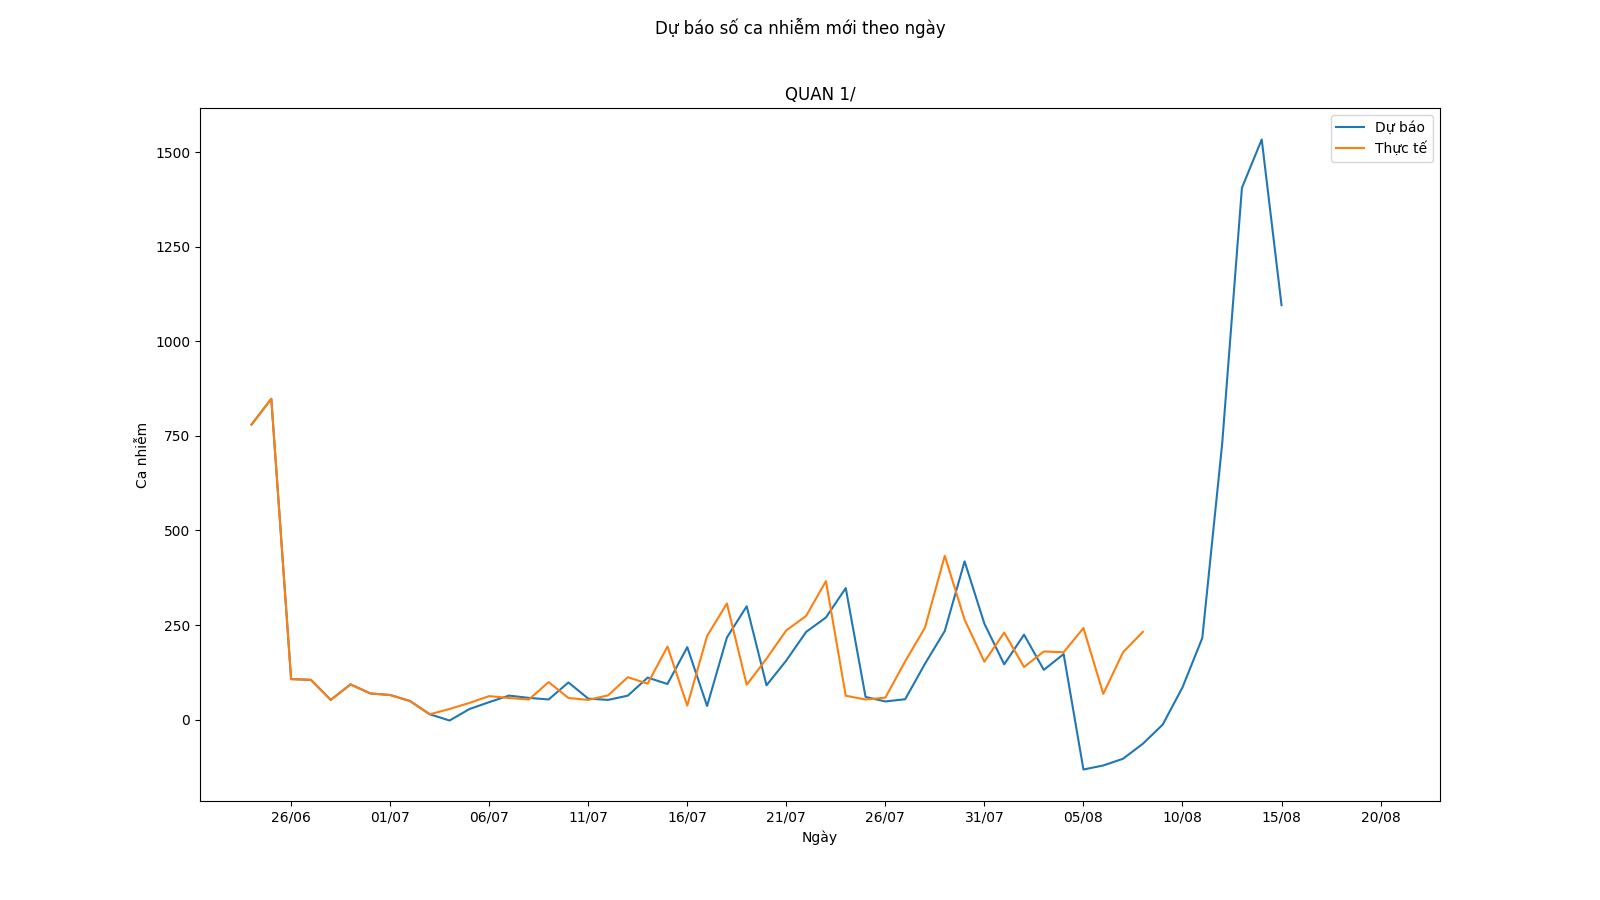 Dự báo số ca nhiễm mới theo ngày
QUAN 1/
Dự báo
Thực tế
1500
1250
1000
750
500
250
0
Ca nhiễm
26/06 01/07 06/07 11/07 16/07 21/07 26/07 31/07 05/08 10/08 15/08 20/08
Ngày